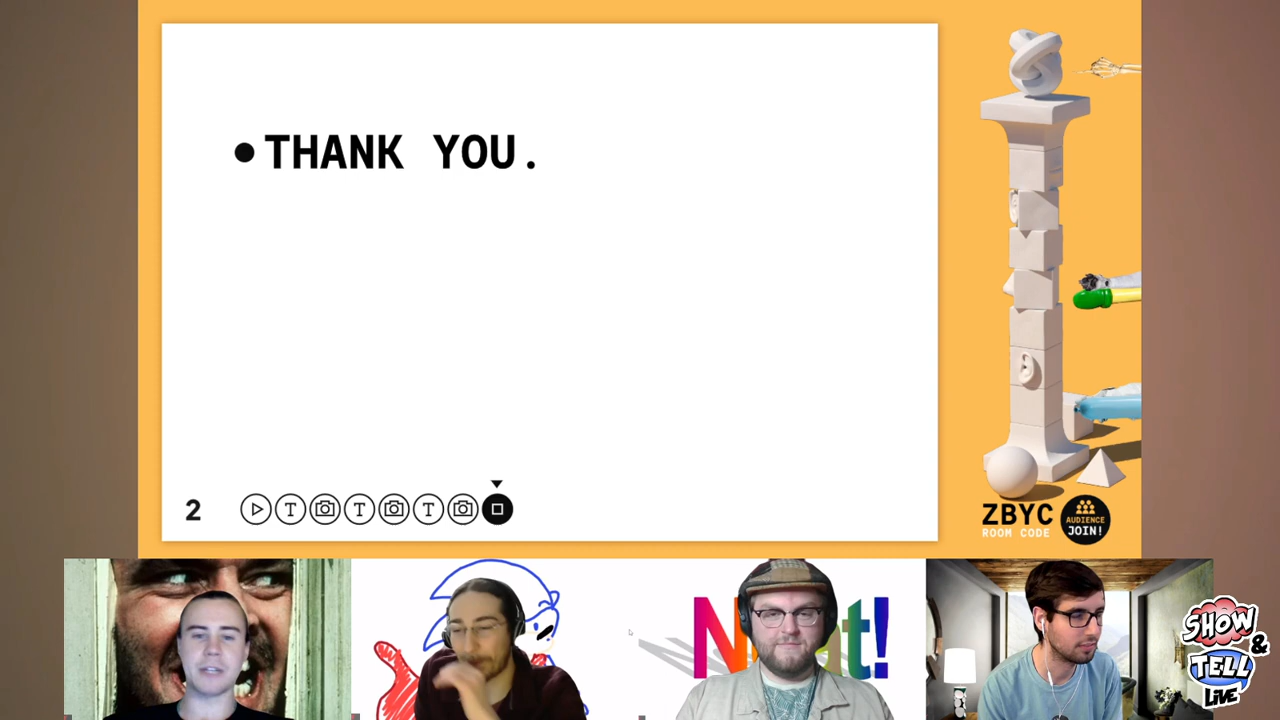 • THANK YOU.
2
T
T
T
ZBYC
ROOM CODE
AUDIENCE
JOIN!
SHOW
&
TELL
LIVE